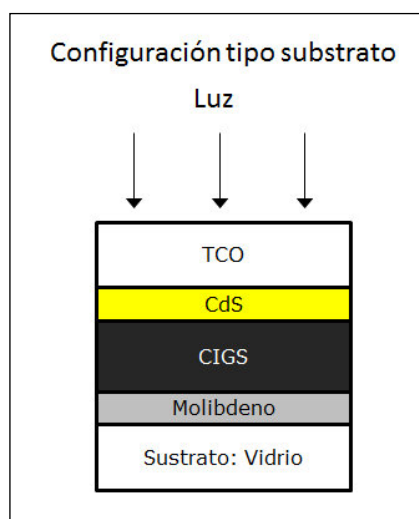 Configuración tipo substrato
Luz
TCO
CdS
CIGS
Molibdeno
Sustrato: Vidrio